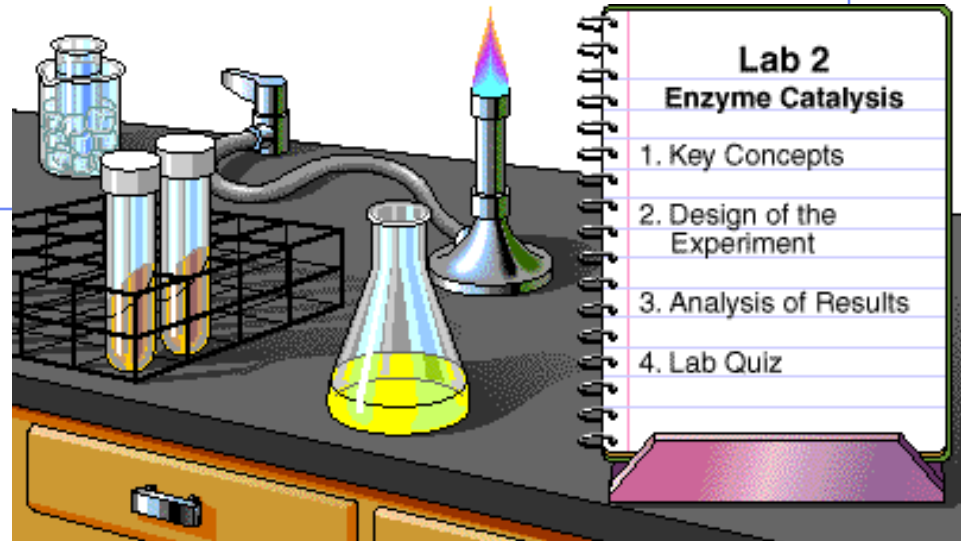 Lab 2
Enzyme Catalysis
1. Key Concepts
2. Design of the
Experiment
3. Analysis of Results
4. Lab Quiz